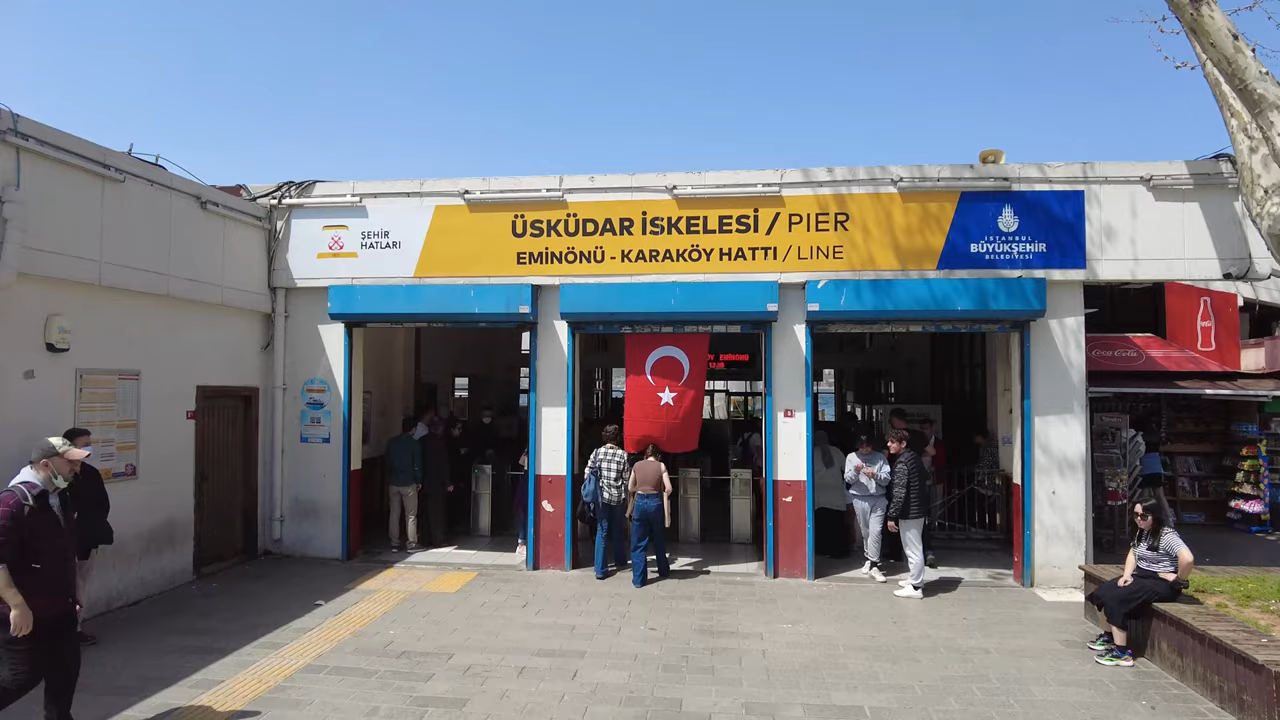 ŞEHİR
HATLARI
ÜSKÜDAR İSKELESİ / PIER
EMİNÖNÜ - KARAKÖY HATTI / LINE
İSTANBUL
BÜYÜKŞEHİR
BELEDİYESİ
EMİNÖNÜ
Coca-Cola